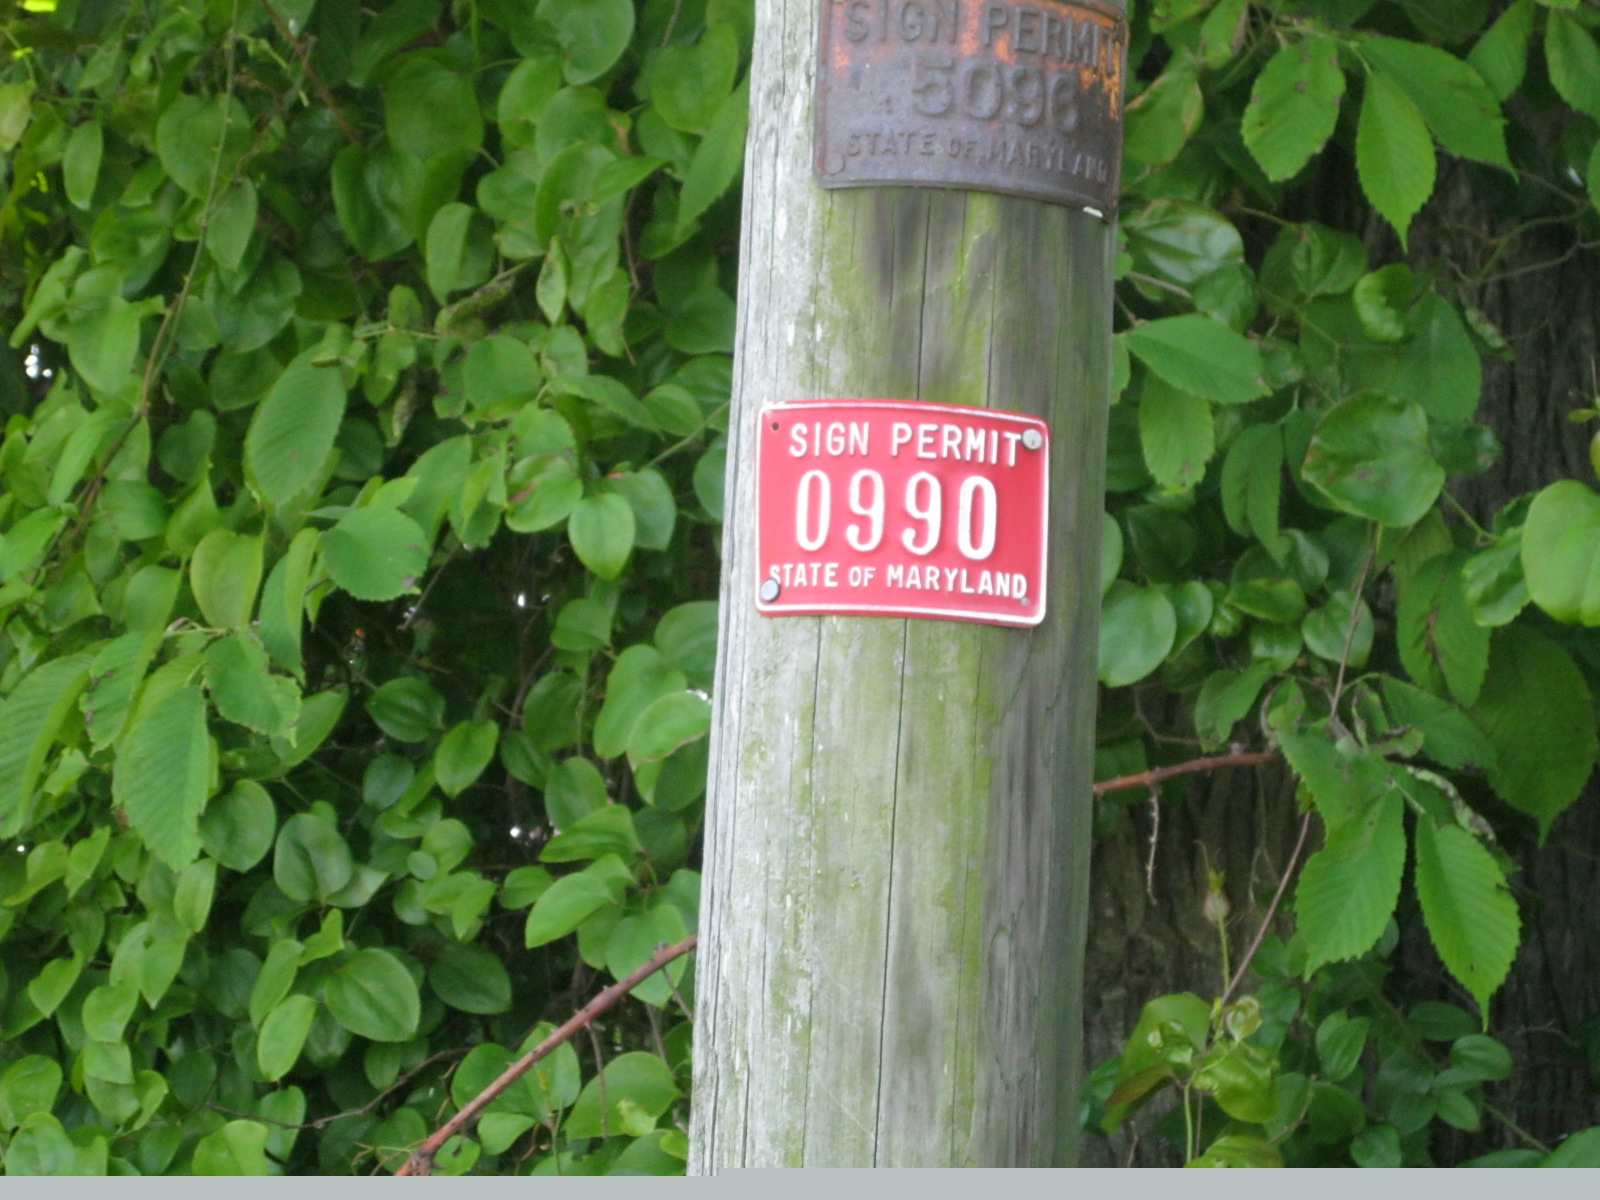 SIGN PERMIT
5096
STATE OF MARYLAND
SIGN PERMIT
0990
STATE OF MARYLAND